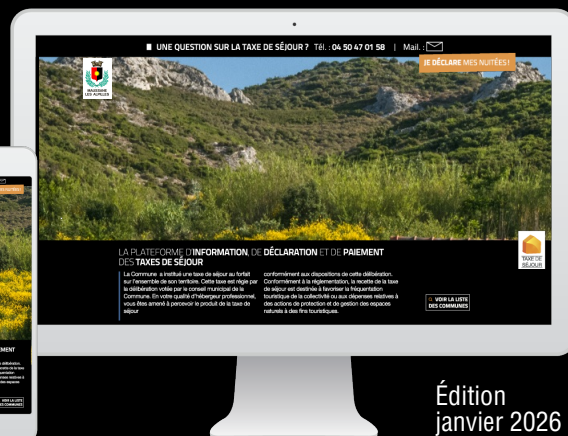 UNE QUESTION SUR LA TAXE DE SÉJOUR ? Tél. : 04 50 47 01 58 | Mail. :
JE DÉCLARE MES NUITÉES !
LES ALPILLES
LA PLATEFORME D'INFORMATION, DE DÉCLARATION ET DE PAIEMENT
DES TAXES DE SÉJOUR
La Commune a institué une taxe de séjour au forfait
sur l'ensemble de son territoire. Cette taxe est régie par
la délibération votée par le conseil municipal de la
Commune. En votre qualité d'hébergeur professionnel,
vous êtes amené à percevoir le produit de la taxe de
séjour
conformément aux dispositions de cette délibération.
Conformément à la réglementation, la recette de la taxe
de séjour est destinée à favoriser la fréquentation
touristique de la collectivité ou aux dépenses relatives à
des actions de protection et de gestion des espaces
naturels à des fins touristiques.
TAXE DE
SÉJOUR
VOIR LA LISTE
DES COMMUNES
EMENT
VOIR LA LISTE
DES COMMUNES
Édition
janvier 2026